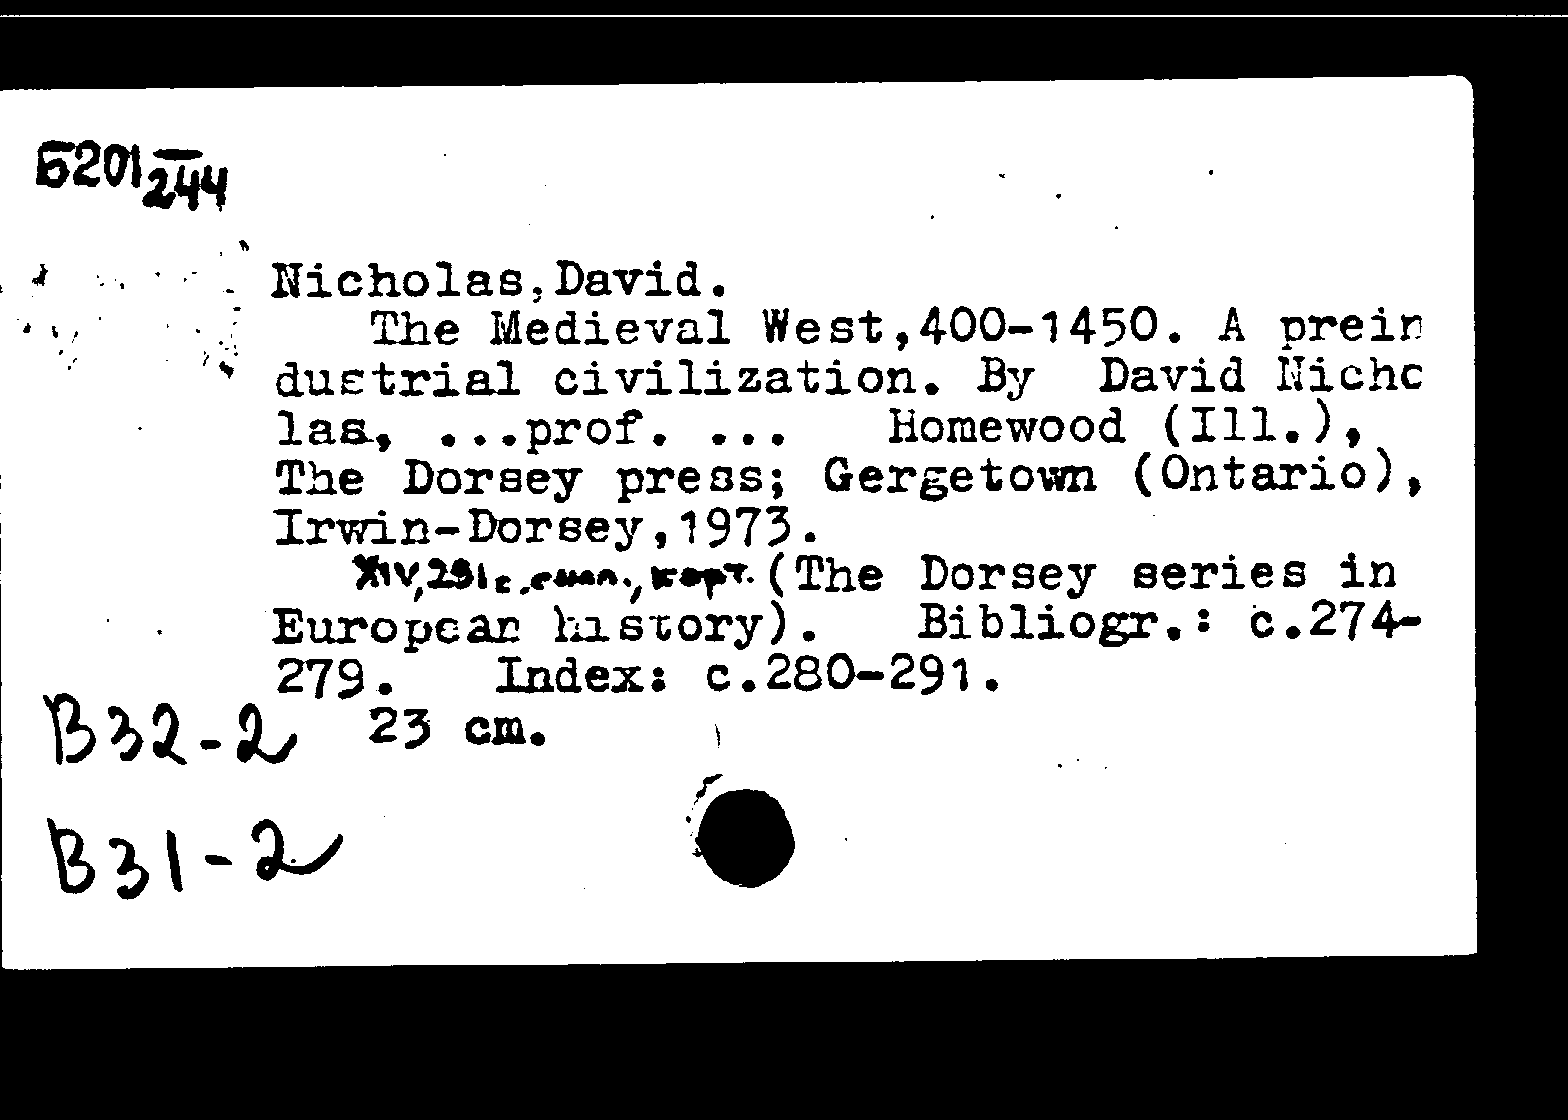 Б201
244
Nicholas,David.
The Medieval West,400-1450. A prein
dustrial civilization. By David Nicho
las, ...prof. ... Homewood (Ill.),
The Dorsey press; Gergetown (Ontario),
Irwin-Dorsey,1973.
XIV,291с. карт. (The Dorsey series in
European history). Bibliogr.: c.274-
279. Index: c.280-291.
B32-2 23 cm.
B31-2